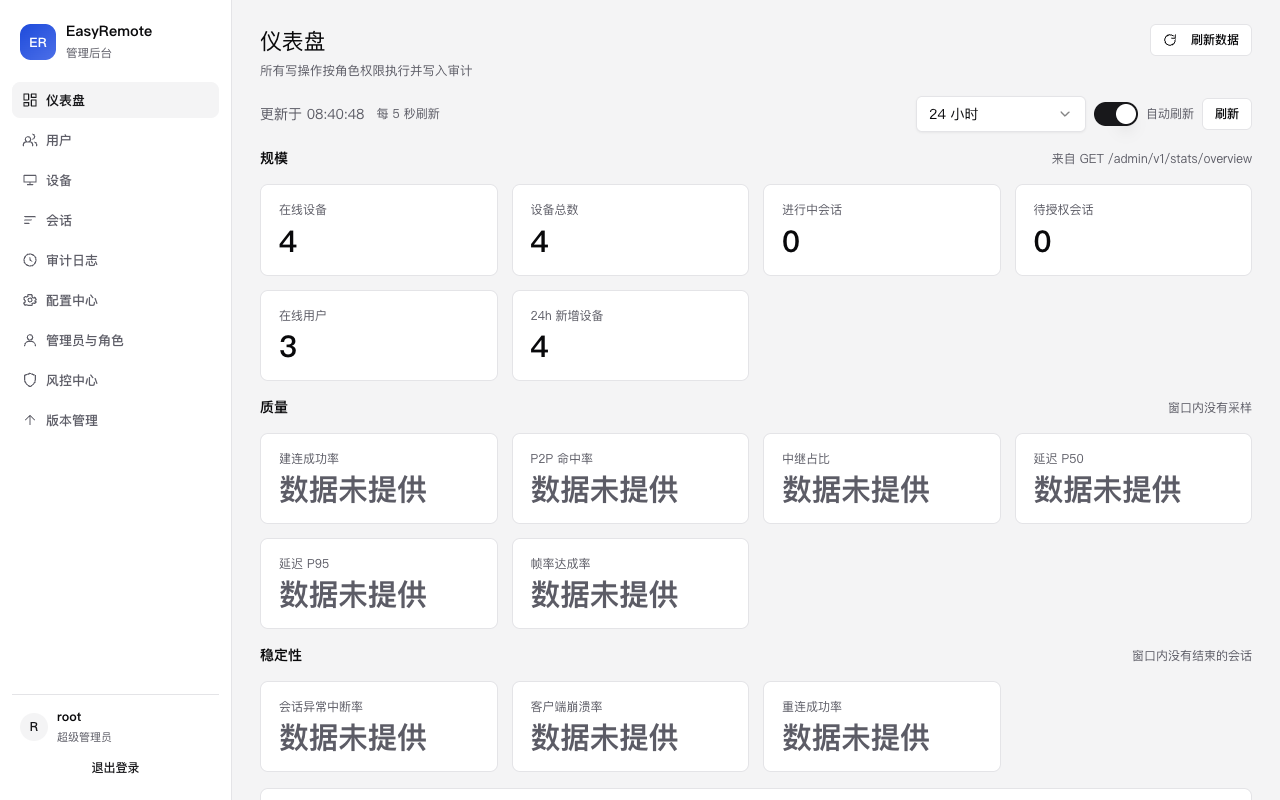 ER
EasyRemote
管理后台
仪表盘
用户
设备
会话
审计日志
配置中心
管理员与角色
风控中心
版本管理
R
root
超级管理员
退出登录
仪表盘
所有写操作按角色权限执行并写入审计
刷新数据
更新于 08:40:48 每 5 秒刷新
24 小时
自动刷新
刷新
规模
来自 GET /admin/v1/stats/overview
在线设备
4
设备总数
4
进行中会话
0
待授权会话
0
在线用户
3
24h 新增设备
4
质量
窗口内没有采样
建连成功率
数据未提供
P2P 命中率
数据未提供
中继占比
数据未提供
延迟 P50
数据未提供
延迟 P95
数据未提供
帧率达成率
数据未提供
稳定性
窗口内没有结束的会话
会话异常中断率
数据未提供
客户端崩溃率
数据未提供
重连成功率
数据未提供